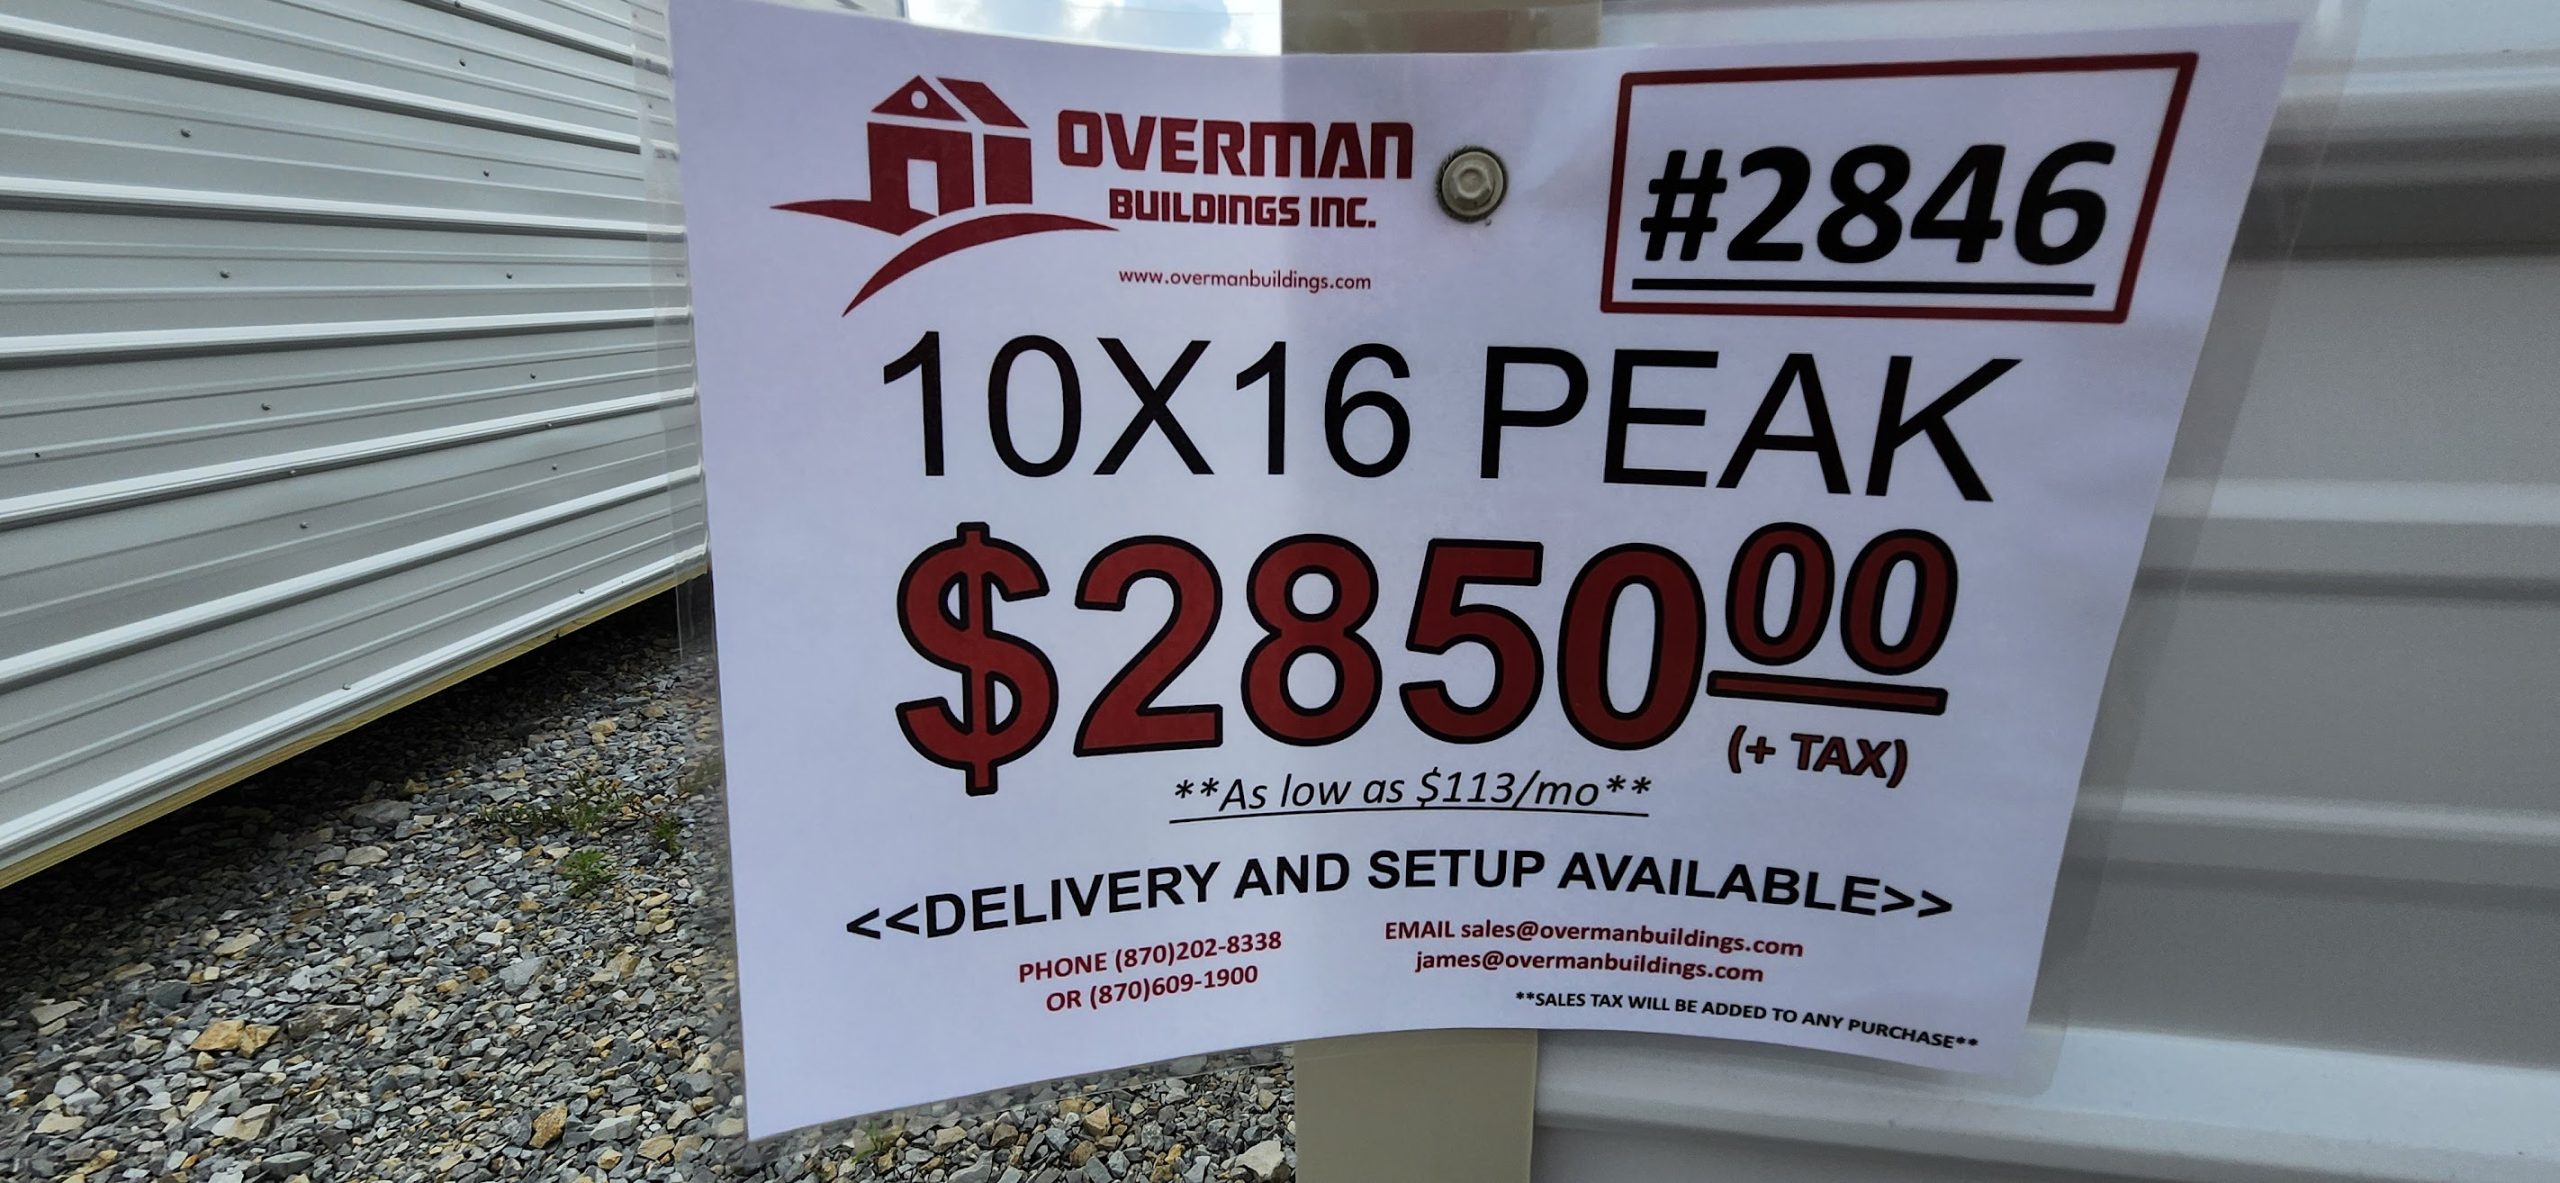 OVERMAN
BUILDINGS INC.
www.overmanbuildings.com
#2846
10X16 PEAK
$285000
(+ TAX)
**As low as $113/mo**
<<DELIVERY AND SETUP AVAILABLE>>
PHONE (870)202-8338
OR (870)609-1900
EMAIL sales@overmanbuildings.com
james@overmanbuildings.com
**SALES TAX WILL BE ADDED TO ANY PURCHASE**